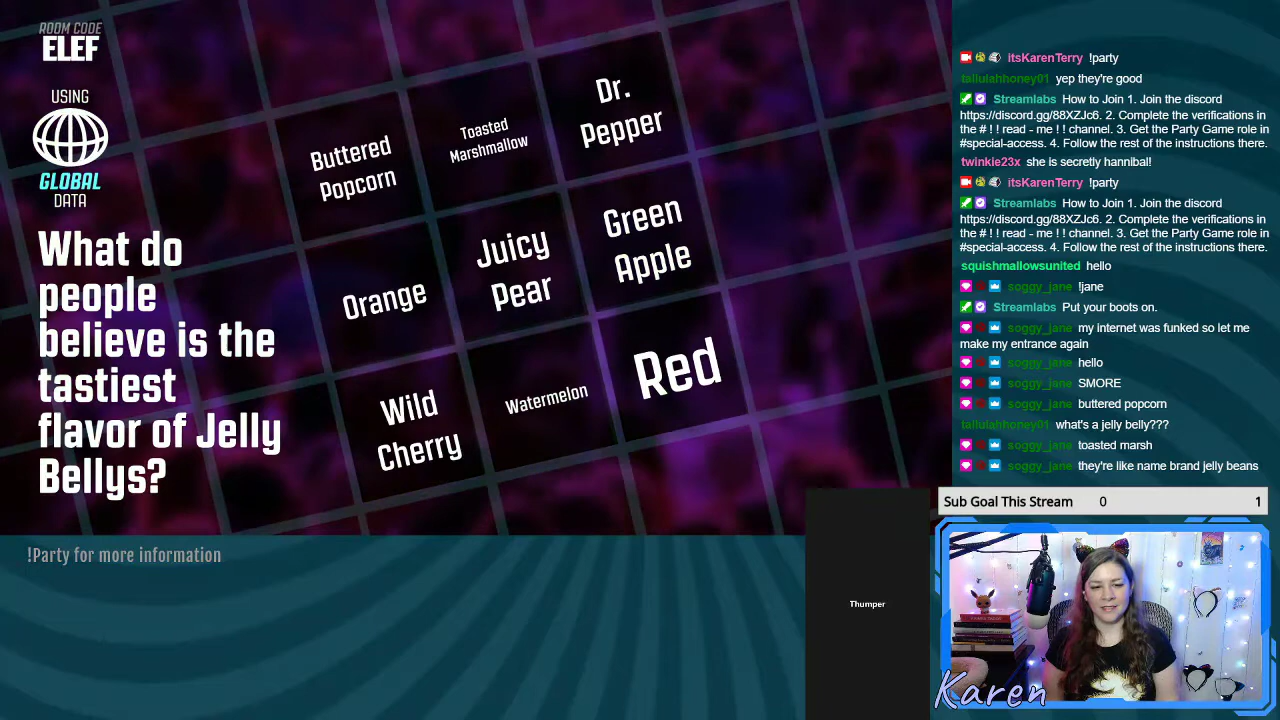 ROOM CODE
ELEF
USING
GLOBAL
DATA
What do
people
believe is the
tastiest
flavor of Jelly
Bellys?
Buttered
Popcorn
Toasted
Marshmallow
Dr.
Pepper
Orange
Juicy
Pear
Green
Apple
Wild
Cherry
Watermelon
Red
!Party for more information
Thumper
itsKarenTerry !party
tallulahhoney01 yep they're good
Streamlabs How to Join 1. Join the discord
https://discord.gg/88XZJc6. 2. Complete the verifications in
the # ! ! read - me ! ! channel. 3. Get the Party Game role in
#special-access. 4. Follow the rest of the instructions there.
twinkie23x she is secretly hannibal!
itsKarenTerry !party
Streamlabs How to Join 1. Join the discord
https://discord.gg/88XZJc6. 2. Complete the verifications in
the # ! ! read - me ! ! channel. 3. Get the Party Game role in
#special-access. 4. Follow the rest of the instructions there.
squishmallowsunited hello
soggy_jane !jane
Streamlabs Put your boots on.
soggy_jane my internet was funked so let me
make my entrance again
soggy_jane hello
soggy_jane SMORE
soggy_jane buttered popcorn
tallulahhoney01 what's a jelly belly???
soggy_jane toasted marsh
soggy_jane they're like name brand jelly beans
Sub Goal This Stream 0 1
Karen